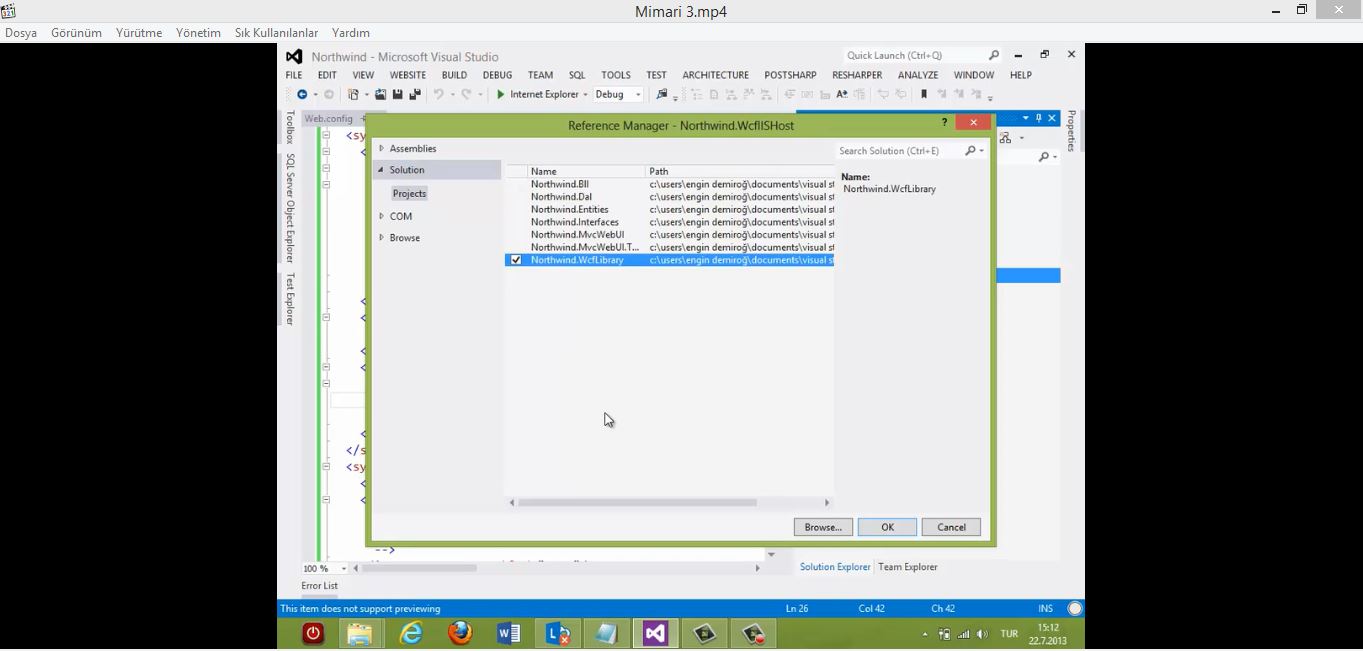 Mimari 3.mp4
Dosya Görünüm Yürütme Yönetim Sık Kullanılanlar Yardım
Northwind - Microsoft Visual Studio
Quick Launch (Ctrl+Q)
FILE EDIT VIEW WEBSITE BUILD DEBUG TEAM SQL TOOLS TEST ARCHITECTURE POSTSHARP RESHARPER ANALYZE WINDOW HELP
Internet Explorer Debug
Toolbox
SQL Server Object Explorer
Test Explorer
Web.config
Properties
Reference Manager - Northwind.WcfIISHost
Assemblies
Solution
Projects
COM
Browse
Search Solution (Ctrl+E)
Name Path
Northwind.Bll c:\users\engin demiroğ\documents\visual st
Northwind.Dal c:\users\engin demiroğ\documents\visual st
Northwind.Entities c:\users\engin demiroğ\documents\visual st
Northwind.Interfaces c:\users\engin demiroğ\documents\visual st
Northwind.MvcWebUI c:\users\engin demiroğ\documents\visual st
Northwind.MvcWebUI.T... c:\users\engin demiroğ\documents\visual st
Northwind.WcfLibrary c:\users\engin demiroğ\documents\visual st
Name:
Northwind.WcfLibrary
Browse... OK Cancel
<sy
</s
<sy
-->
100 %
Solution Explorer Team Explorer
Error List
This item does not support previewing Ln 26 Col 42 Ch 42 INS
TUR
15:12
22.7.2013